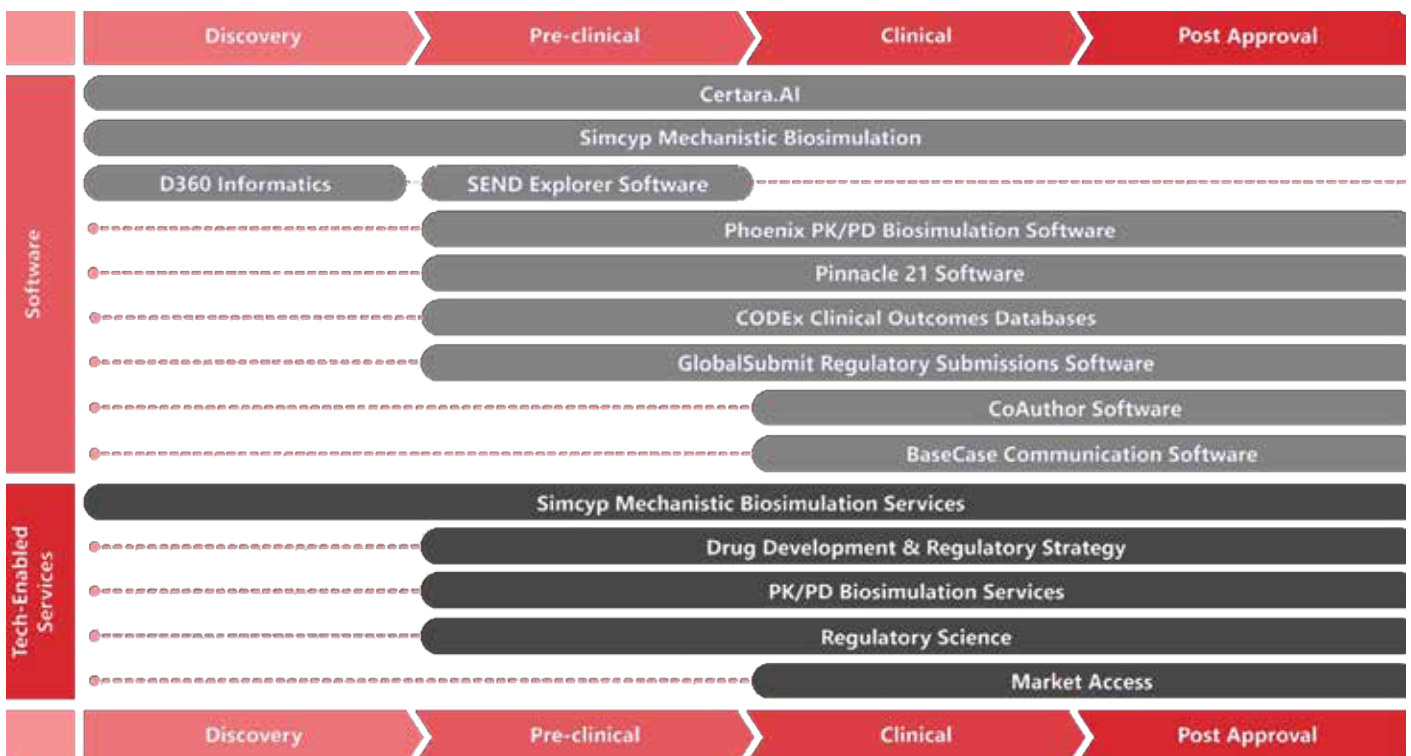 Discovery Pre-clinical Clinical Post Approval
Software
Certara.AI
Simcyp Mechanistic Biosimulation
D360 Informatics SEND Explorer Software
Phoenix PK/PD Biosimulation Software
Pinnacle 21 Software
CODEx Clinical Outcomes Databases
GlobalSubmit Regulatory Submissions Software
CoAuthor Software
BaseCase Communication Software
Tech-Enabled
Services
Simcyp Mechanistic Biosimulation Services
Drug Development & Regulatory Strategy
PK/PD Biosimulation Services
Regulatory Science
Market Access
Discovery Pre-clinical Clinical Post Approval